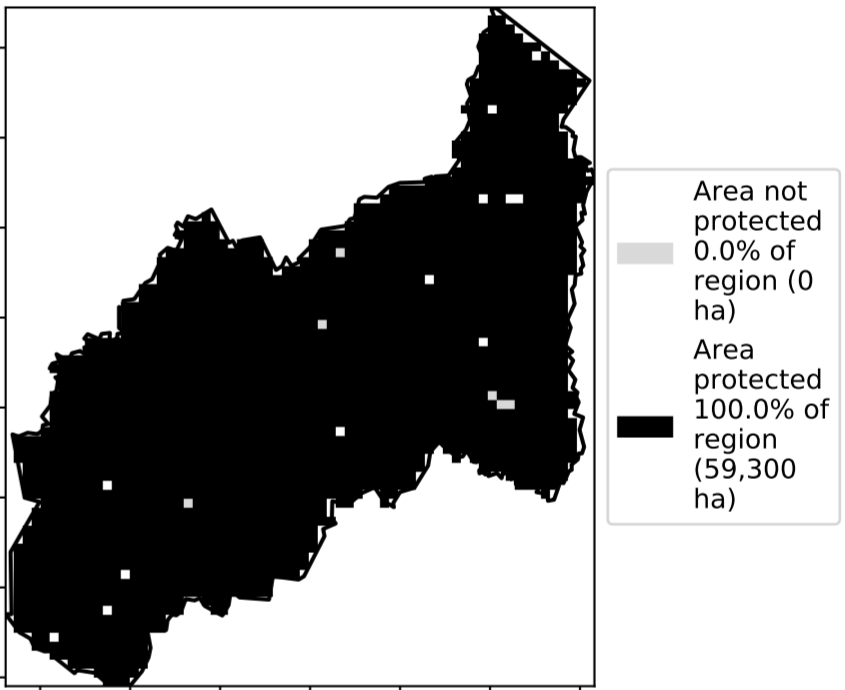 Area not
protected
0.0% of
region (0
ha)
Area
protected
100.0% of
region
(59,300
ha)